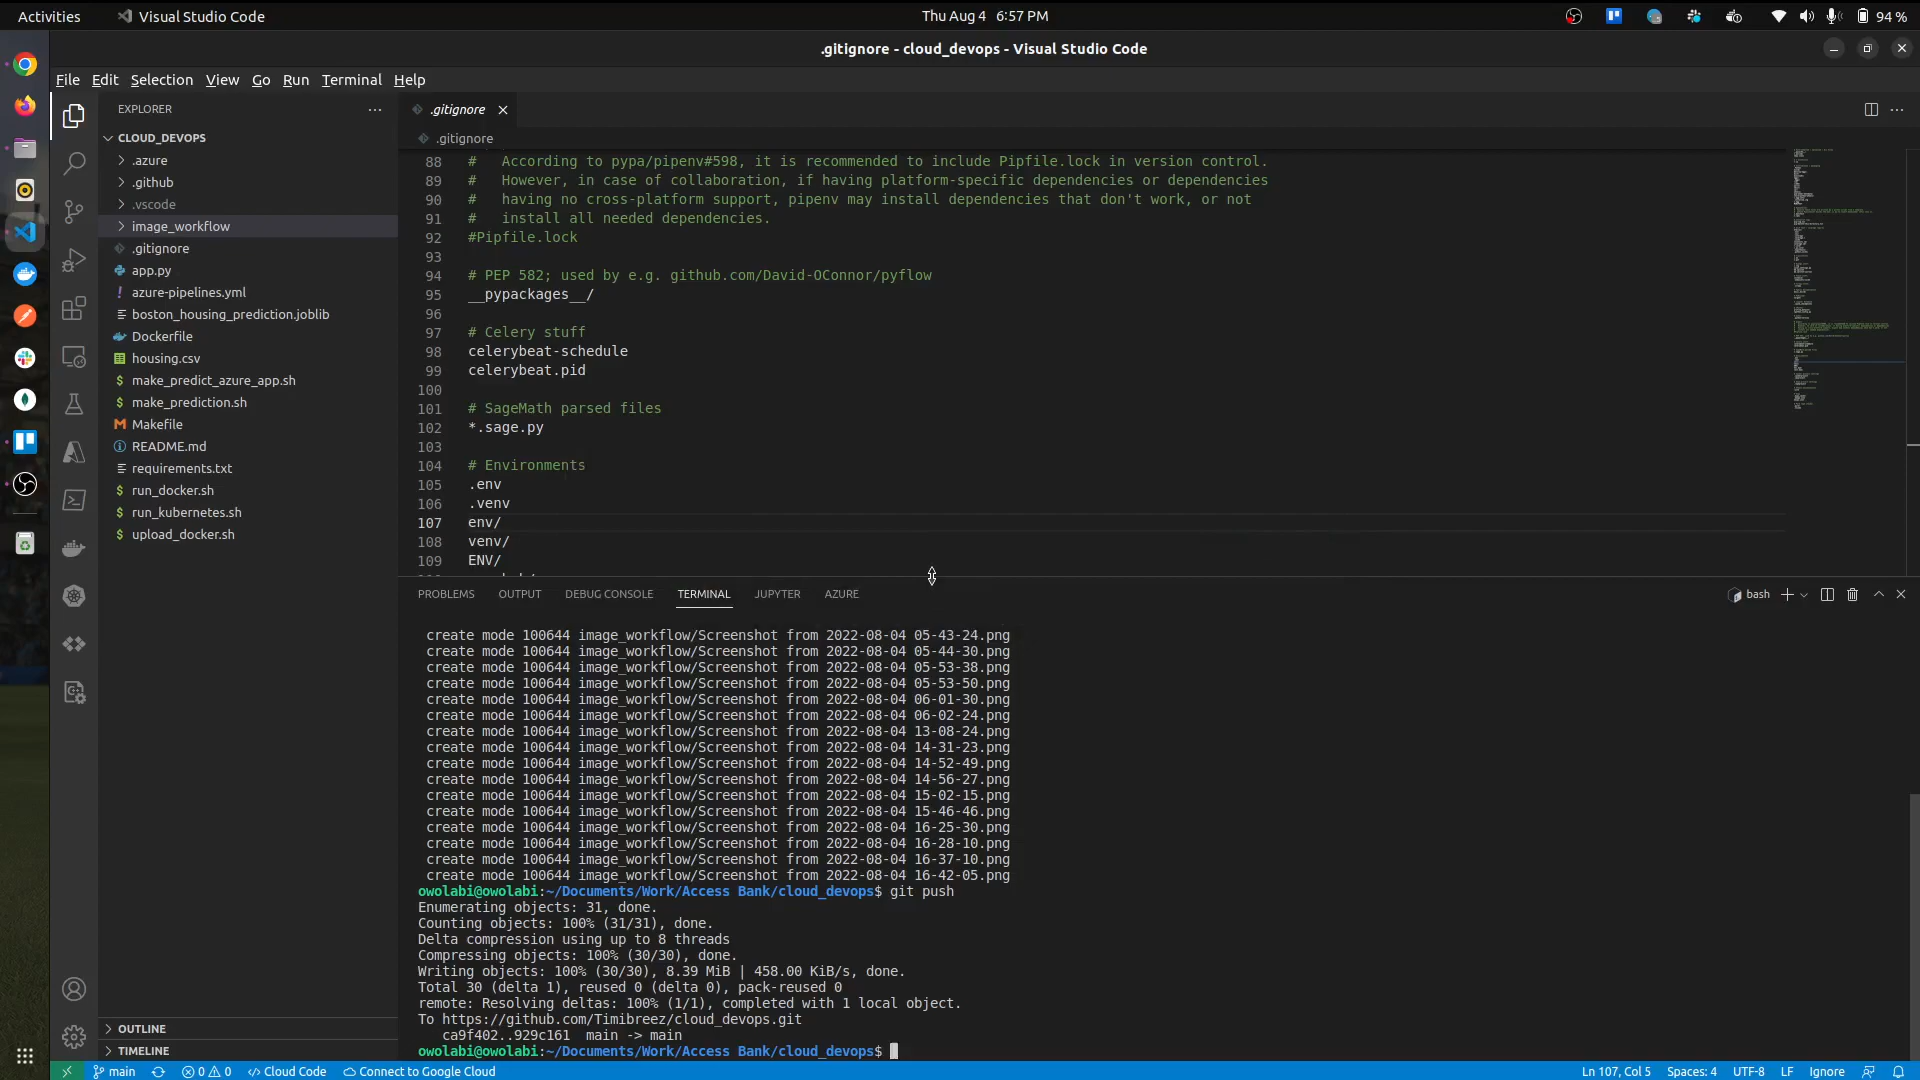 Activities
Visual Studio Code
Thu Aug 4 6:57 PM
94 %
.gitignore - cloud_devops - Visual Studio Code
File Edit Selection View Go Run Terminal Help
EXPLORER
CLOUD_DEVOPS
.azure
.github
.vscode
image_workflow
.gitignore
app.py
azure-pipelines.yml
boston_housing_prediction.joblib
Dockerfile
housing.csv
make_predict_azure_app.sh
make_prediction.sh
Makefile
README.md
requirements.txt
run_docker.sh
run_kubernetes.sh
upload_docker.sh
OUTLINE
TIMELINE
.gitignore
.gitignore
88 # According to pypa/pipenv#598, it is recommended to include Pipfile.lock in version control.
89 # However, in case of collaboration, if having platform-specific dependencies or dependencies
90 # having no cross-platform support, pipenv may install dependencies that don't work, or not
91 # install all needed dependencies.
92 #Pipfile.lock
93
94 # PEP 582; used by e.g. github.com/David-OConnor/pyflow
95 __pypackages__/
96
97 # Celery stuff
98 celerybeat-schedule
99 celerybeat.pid
100
101 # SageMath parsed files
102 *.sage.py
103
104 # Environments
105 .env
106 .venv
107 env/
108 venv/
109 ENV/
PROBLEMS OUTPUT DEBUG CONSOLE TERMINAL JUPYTER AZURE
bash
create mode 100644 image_workflow/Screenshot from 2022-08-04 05-43-24.png
create mode 100644 image_workflow/Screenshot from 2022-08-04 05-44-30.png
create mode 100644 image_workflow/Screenshot from 2022-08-04 05-53-38.png
create mode 100644 image_workflow/Screenshot from 2022-08-04 05-53-50.png
create mode 100644 image_workflow/Screenshot from 2022-08-04 06-01-30.png
create mode 100644 image_workflow/Screenshot from 2022-08-04 06-02-24.png
create mode 100644 image_workflow/Screenshot from 2022-08-04 13-08-24.png
create mode 100644 image_workflow/Screenshot from 2022-08-04 14-31-23.png
create mode 100644 image_workflow/Screenshot from 2022-08-04 14-52-49.png
create mode 100644 image_workflow/Screenshot from 2022-08-04 14-56-27.png
create mode 100644 image_workflow/Screenshot from 2022-08-04 15-02-15.png
create mode 100644 image_workflow/Screenshot from 2022-08-04 15-46-46.png
create mode 100644 image_workflow/Screenshot from 2022-08-04 16-25-30.png
create mode 100644 image_workflow/Screenshot from 2022-08-04 16-28-10.png
create mode 100644 image_workflow/Screenshot from 2022-08-04 16-37-10.png
create mode 100644 image_workflow/Screenshot from 2022-08-04 16-42-05.png
owolabi@owolabi:~/Documents/Work/Access Bank/cloud_devops$ git push
Enumerating objects: 31, done.
Counting objects: 100% (31/31), done.
Delta compression using up to 8 threads
Compressing objects: 100% (30/30), done.
Writing objects: 100% (30/30), 8.39 MiB | 458.00 KiB/s, done.
Total 30 (delta 1), reused 0 (delta 0), pack-reused 0
remote: Resolving deltas: 100% (1/1), completed with 1 local object.
To https://github.com/Timibreez/cloud_devops.git
ca9f402..929c161 main -> main
owolabi@owolabi:~/Documents/Work/Access Bank/cloud_devops$
main 0 0 Cloud Code Connect to Google Cloud
Ln 107, Col 5 Spaces: 4 UTF-8 LF Ignore